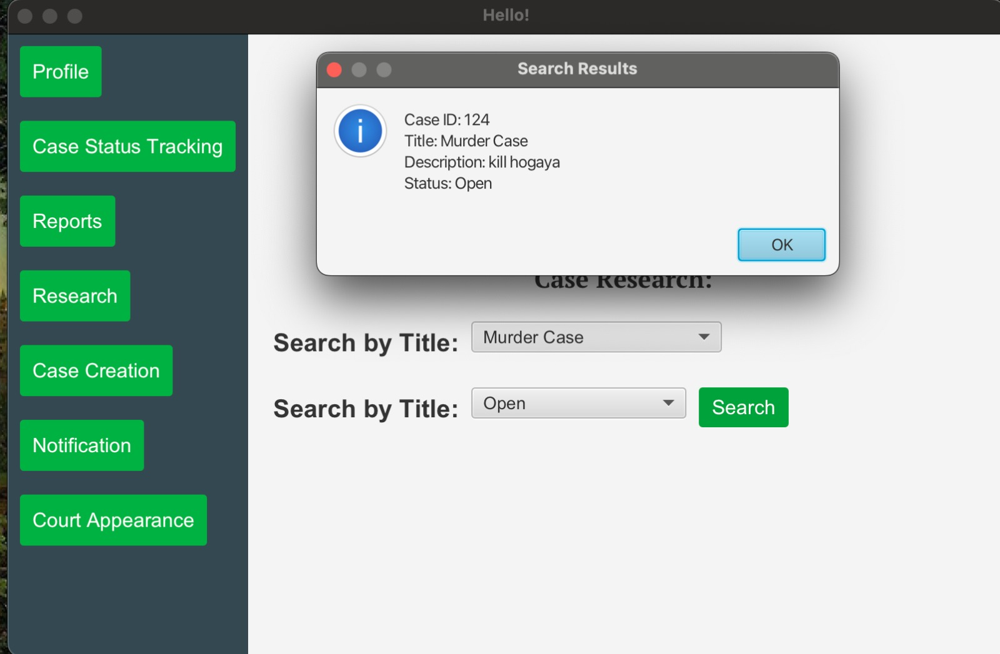 Hello!
Profile
Case Status Tracking
Reports
Research
Case Creation
Notification
Court Appearance
Search Results
i
Case ID: 124
Title: Murder Case
Description: kill hogaya
Status: Open
OK
Case Research:
Search by Title: Murder Case
Search by Title: Open Search